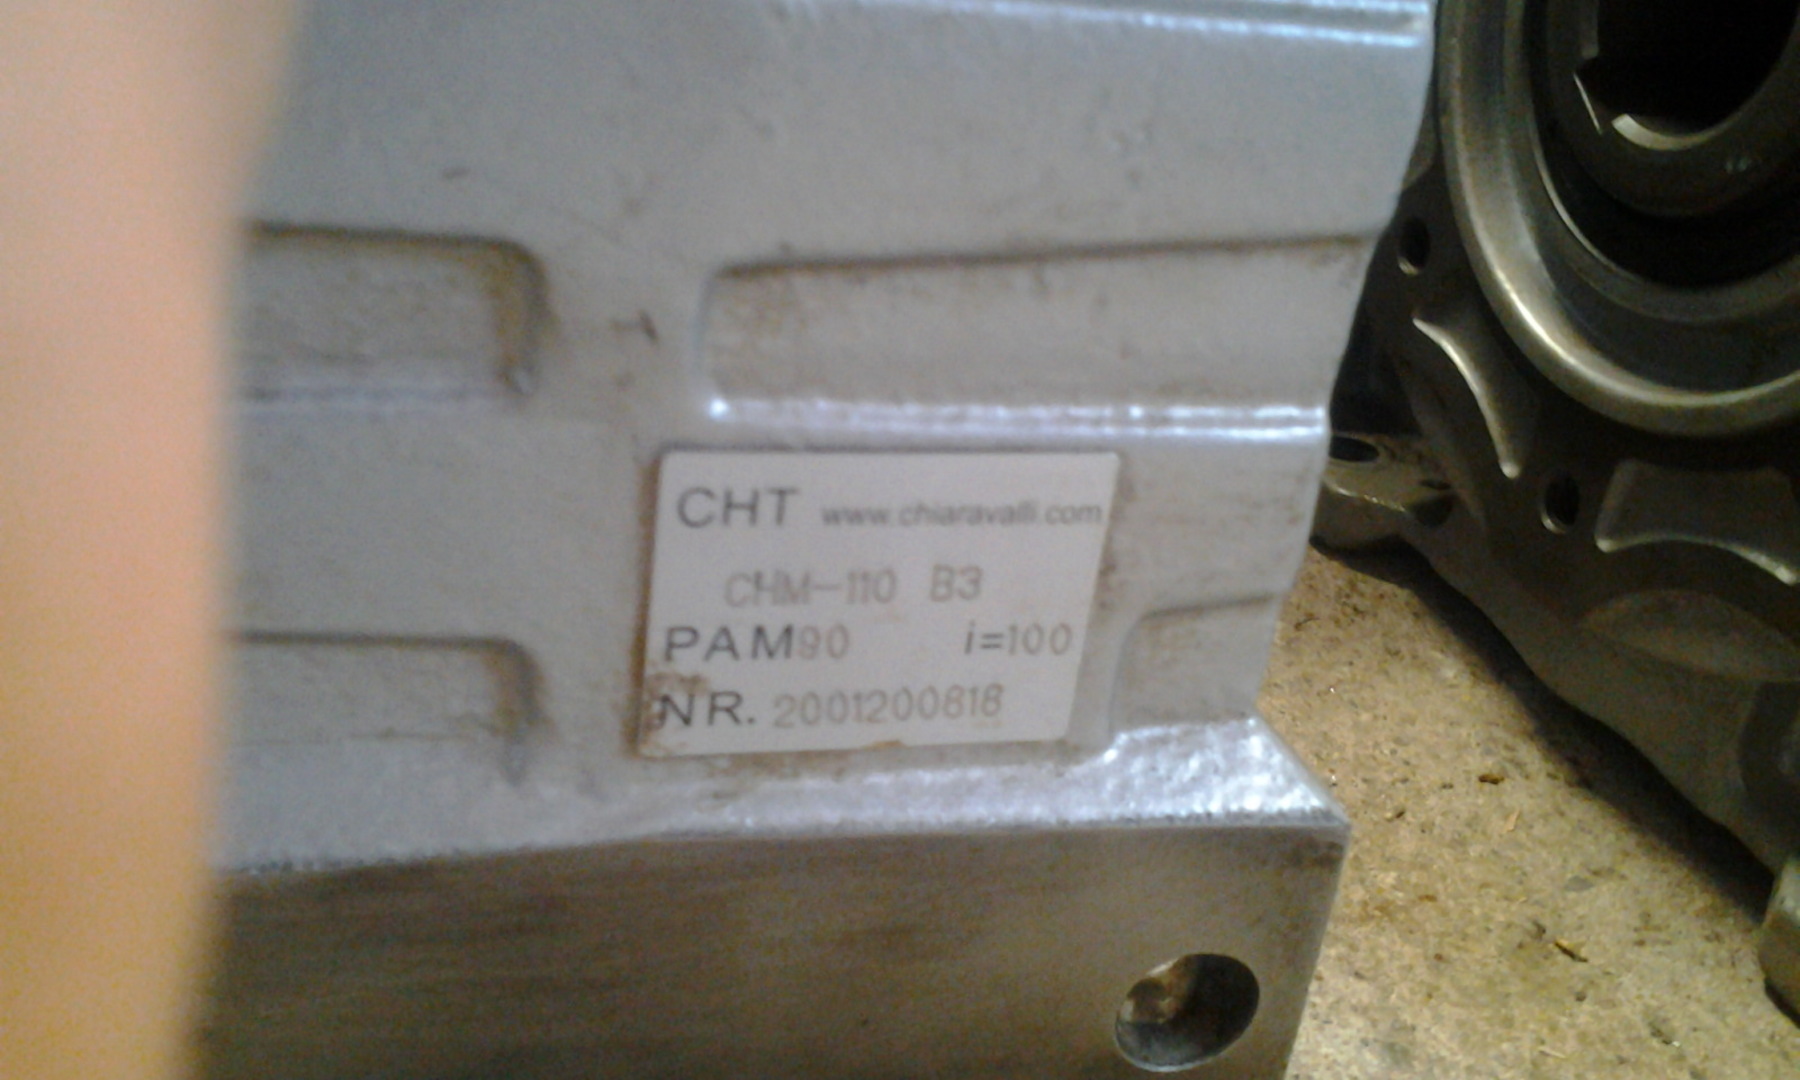 CHT www.chiaravalli.com
CHM-110 B3
PAM90 i=100
NR. 2001200818